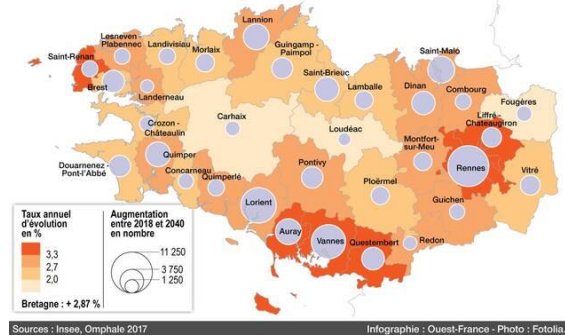 Lannion
Lesneven-
Plabennec
Landivisiau
Morlaix
Guingamp -
Paimpol
Saint-Malo
Saint-Renan
Saint-Brieuc
Brest
Landerneau
Lamballe
Dinan
Combourg
Fougères
Crozon -
Châteaulin
Carhaix
Loudéac
Liffré-
Châteaugiron
Montfort-
sur-Meu
Douarnenez -
Pont-l'Abbé
Quimper
Pontivy
Rennes
Concarneau
Quimperlé
Ploërmel
Vitré
Lorient
Guichen
Auray
Vannes
Questembert
Redon
Taux annuel
d'évolution
en %
3,3
2,7
2,0
Augmentation
entre 2018 et 2040
en nombre
11 250
3 750
1 250
Bretagne : + 2,87 %
Sources : Insee, Omphale 2017
Infographie : Ouest-France - Photo : Fotolia.